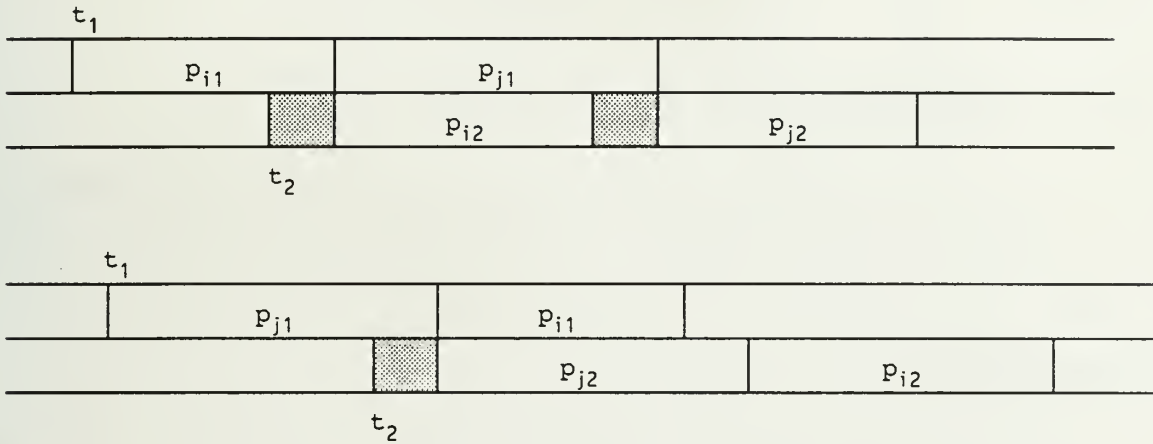 t₁
pᵢ₁ pⱼ₁
pᵢ₂ pⱼ₂
t₂
t₁
pⱼ₁ pᵢ₁
pⱼ₂ pᵢ₂
t₂